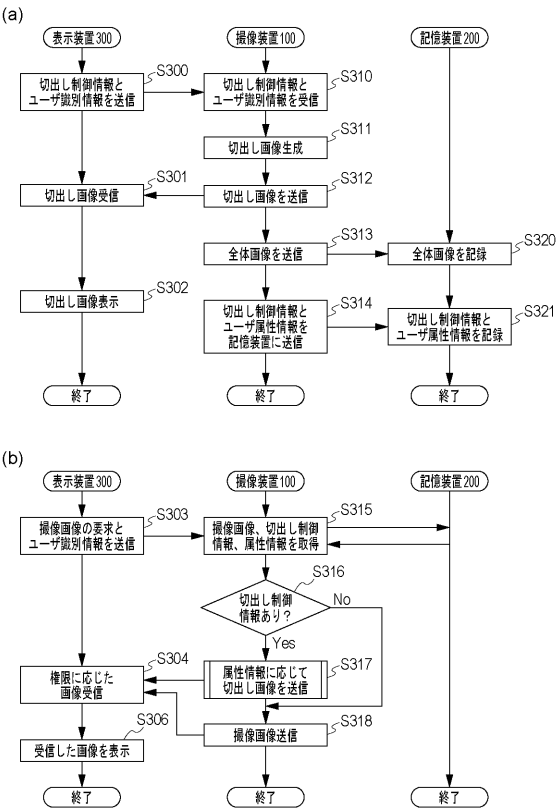 (a)
表示装置300
撮像装置100
記憶装置200
切出し制御情報と
ユーザ識別情報を送信
S300
切出し制御情報と
ユーザ識別情報を受信
S310
切出し画像生成
S311
切出し画像受信
S301
切出し画像を送信
S312
全体画像を送信
S313
全体画像を記録
S320
切出し画像表示
S302
切出し制御情報と
ユーザ属性情報を
記憶装置に送信
S314
切出し制御情報と
ユーザ属性情報を記録
S321
終了
終了
終了
(b)
表示装置300
撮像装置100
記憶装置200
撮像画像の要求と
ユーザ識別情報を送信
S303
撮像画像、切出し制御
情報、属性情報を取得
S315
切出し制御
情報あり?
S316
No
Yes
権限に応じた
画像受信
S304
属性情報に応じて
切出し画像を送信
S317
受信した画像を表示
S306
撮像画像送信
S318
終了
終了
終了